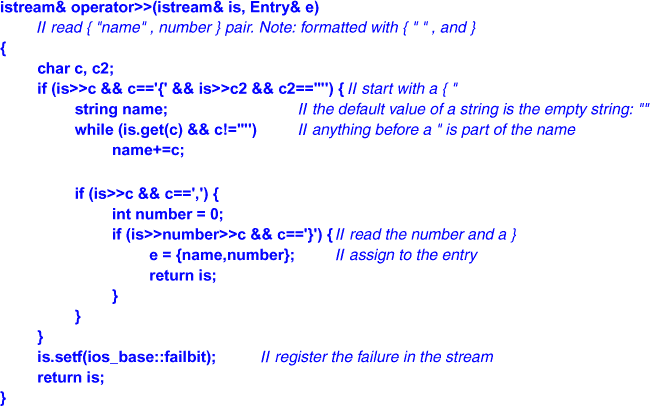 istream& operator>>(istream& is, Entry& e)
// read { "name" , number } pair. Note: formatted with { " " , and }
{
char c, c2;
if (is>>c && c=='{' && is>>c2 && c2=='"') { // start with a { "
string name; // the default value of a string is the empty string: ""
while (is.get(c) && c!='"') // anything before a " is part of the name
name+=c;
if (is>>c && c==',') {
int number = 0;
if (is>>number>>c && c=='}') { // read the number and a }
e = {name,number}; // assign to the entry
return is;
}
}
}
is.setf(ios_base::failbit); // register the failure in the stream
return is;
}